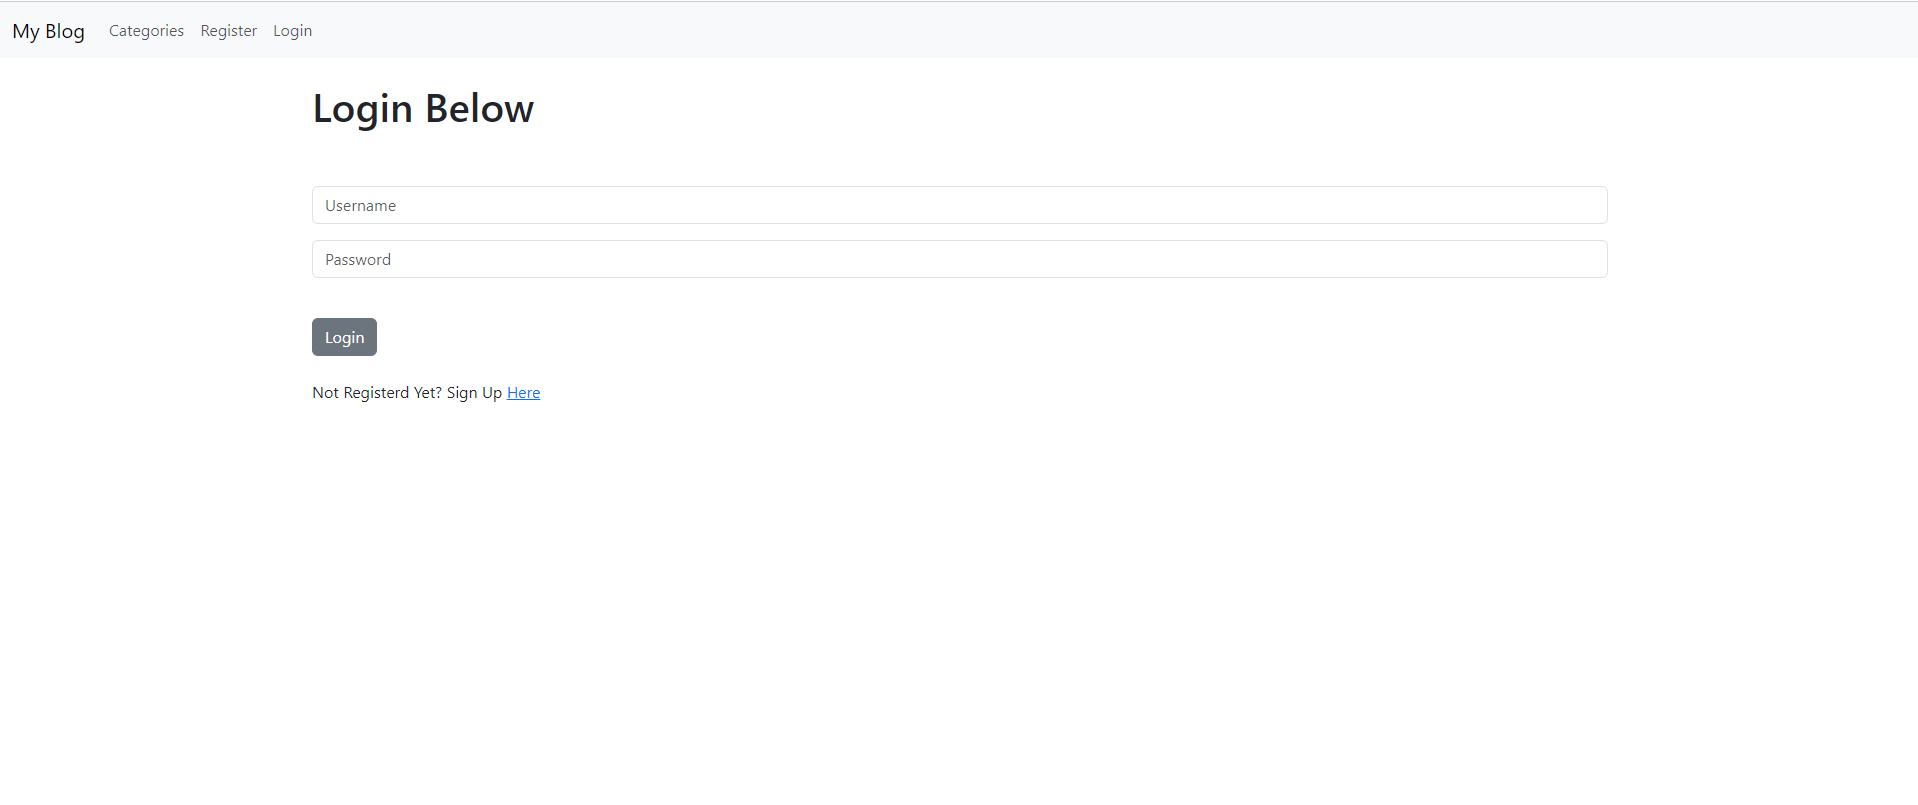 My Blog Categories Register Login
Login Below
Username
Password
Login
Not Registerd Yet? Sign Up Here